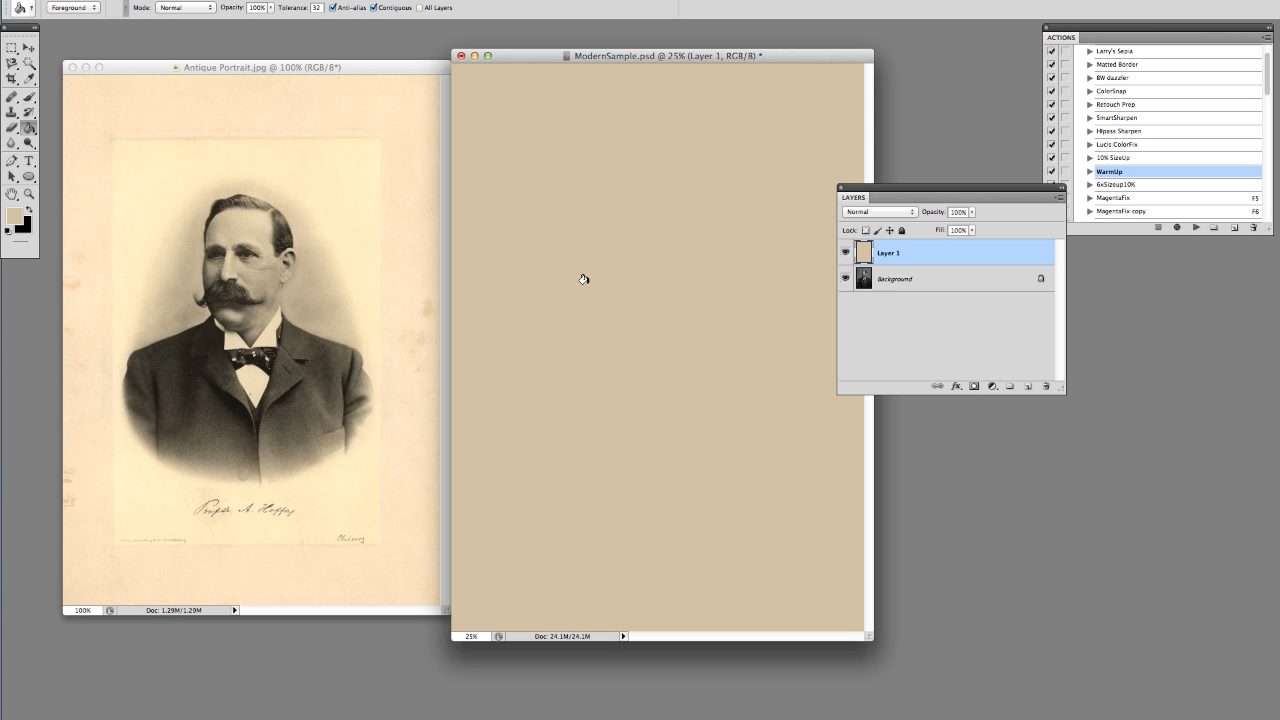 Foreground
Mode: Normal Opacity: 100% Tolerance: 32 Anti-alias Contiguous All Layers
Antique Portrait.jpg @ 100% (RGB/8*)
ModernSample.psd @ 25% (Layer 1, RGB/8) *
ACTIONS
Larry's Sepia
Matted Border
BW dazzler
ColorSnap
Retouch Prep
SmartSharpen
HIpass Sharpen
Lucis ColorFix
10% SizeUp
WarmUp
6xSizeup10%
MagentaFix F5
MagentaFix copy F6
LAYERS
Normal Opacity: 100%
Lock: Fill: 100%
Layer 1
Background
100% Doc: 1.29M/1.29M
25% Doc: 24.1M/24.1M